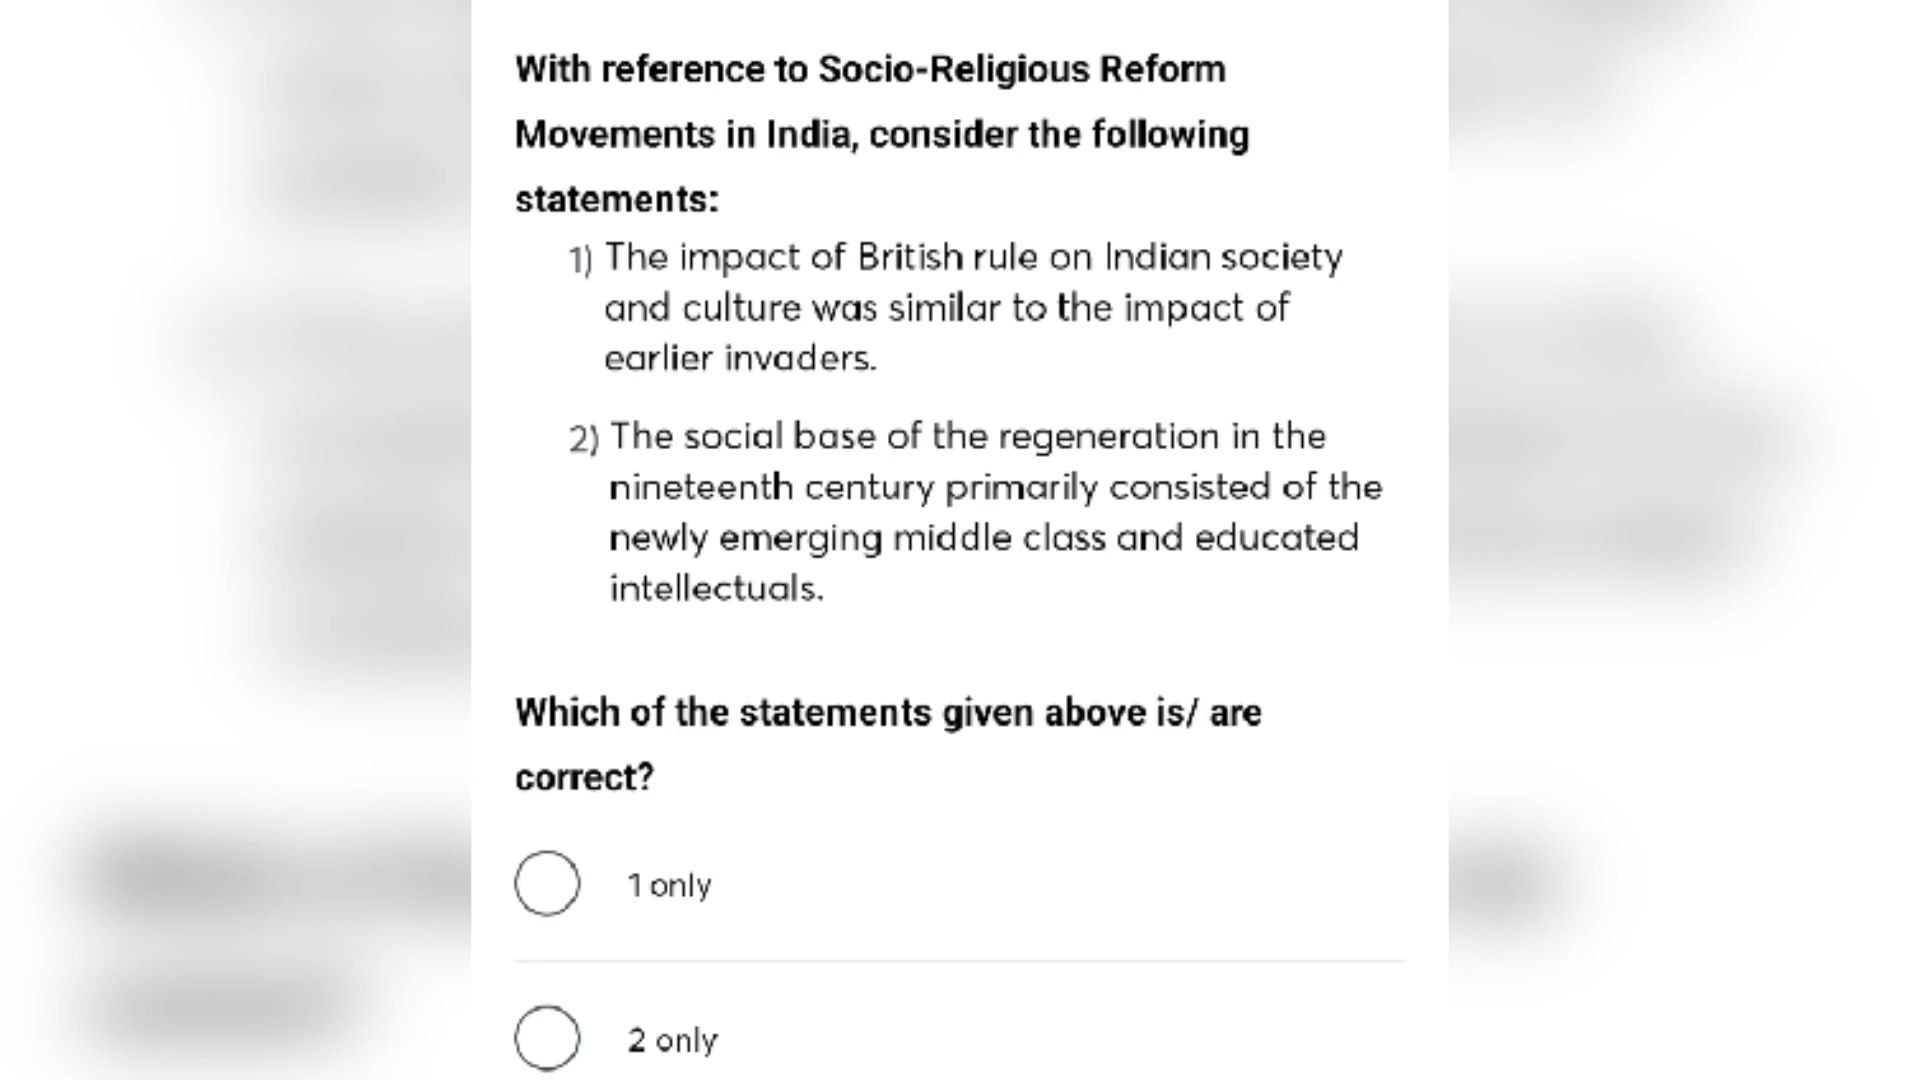 With reference to Socio-Religious Reform
Movements in India, consider the following
statements:
1) The impact of British rule on Indian society
and culture was similar to the impact of
earlier invaders.
2) The social base of the regeneration in the
nineteenth century primarily consisted of the
newly emerging middle class and educated
intellectuals.
Which of the statements given above is/ are
correct?
1 only
2 only